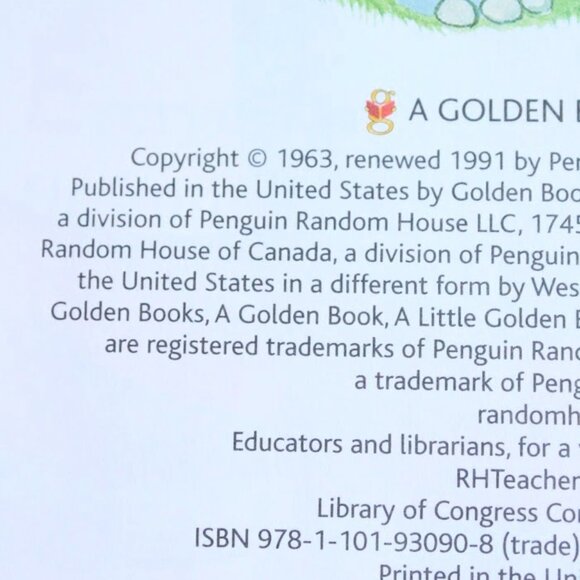 A GOLDEN
Copyright © 1963, renewed 1991 by
Published in the United States by Golden
a division of Penguin Random House LLC, 1745
Random House of Canada, a division of Penguin
the United States in a different form by
Golden Books, A Golden Book, A Little Golden
are registered trademarks of Penguin
a trademark of
Educators and librarians, for a
Library of Congress
ISBN 978-1-101-93090-8 (trade)
Printed in the